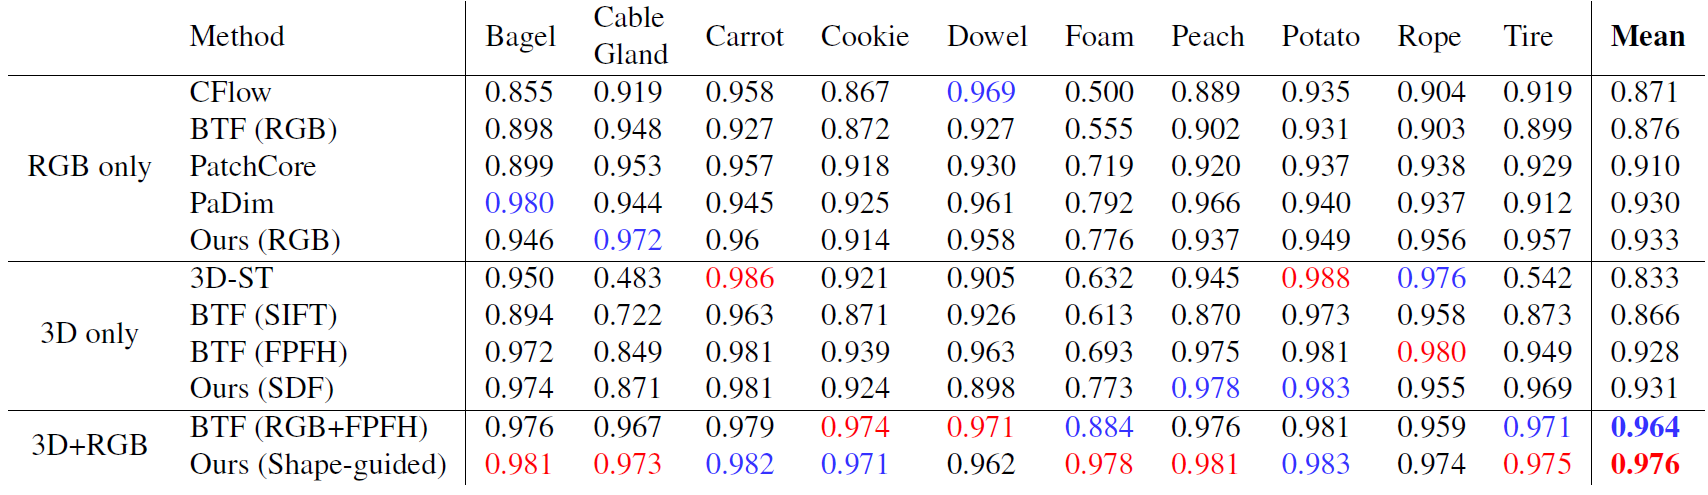 Method Bagel Cable Gland Carrot Cookie Dowel Foam Peach Potato Rope Tire Mean
RGB only
CFlow 0.855 0.919 0.958 0.867 0.969 0.500 0.889 0.935 0.904 0.919 0.871
BTF (RGB) 0.898 0.948 0.927 0.872 0.927 0.555 0.902 0.931 0.903 0.899 0.876
PatchCore 0.899 0.953 0.957 0.918 0.930 0.719 0.920 0.937 0.938 0.929 0.910
PaDim 0.980 0.944 0.945 0.925 0.961 0.792 0.966 0.940 0.937 0.912 0.930
Ours (RGB) 0.946 0.972 0.96 0.914 0.958 0.776 0.937 0.949 0.956 0.957 0.933
3D only
3D-ST 0.950 0.483 0.986 0.921 0.905 0.632 0.945 0.988 0.976 0.542 0.833
BTF (SIFT) 0.894 0.722 0.963 0.871 0.926 0.613 0.870 0.973 0.958 0.873 0.866
BTF (FPFH) 0.972 0.849 0.981 0.939 0.963 0.693 0.975 0.981 0.980 0.949 0.928
Ours (SDF) 0.974 0.871 0.981 0.924 0.898 0.773 0.978 0.983 0.955 0.969 0.931
3D+RGB
BTF (RGB+FPFH) 0.976 0.967 0.979 0.974 0.971 0.884 0.976 0.981 0.959 0.971 0.964
Ours (Shape-guided) 0.981 0.973 0.982 0.971 0.962 0.978 0.981 0.983 0.974 0.975 0.976